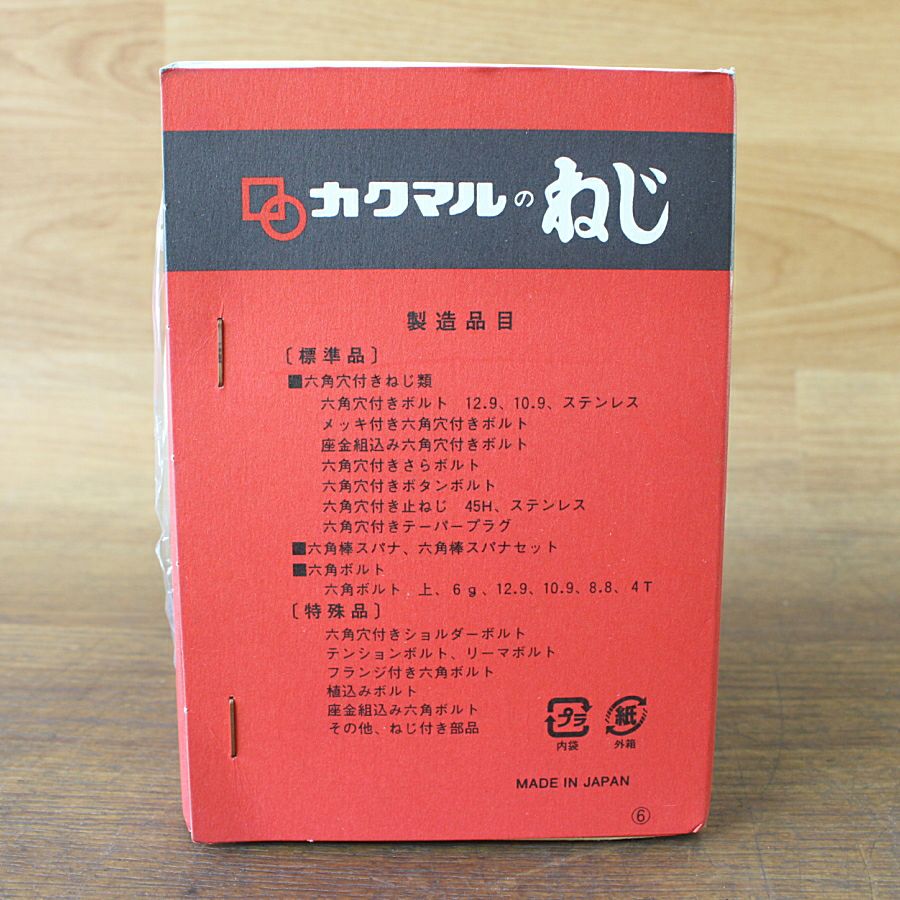 カクマルのねじ
製造品目
〔標準品〕
■六角穴付きねじ類
六角穴付きボルト 12.9、10.9、ステンレス
メッキ付き六角穴付きボルト
座金組込み六角穴付きボルト
六角穴付きさらボルト
六角穴付きボタンボルト
六角穴付き止ねじ 45H、ステンレス
六角穴付きテーパープラグ
■六角棒スパナ、六角棒スパナセット
■六角ボルト
六角ボルト 上、6g、12.9、10.9、8.8、4T
〔特殊品〕
六角穴付きショルダーボルト
テンションボルト、リーマボルト
フランジ付き六角ボルト
植込みボルト
座金組込み六角ボルト
その他、ねじ付き部品
プラ 紙
内袋 外箱
MADE IN JAPAN
⑥